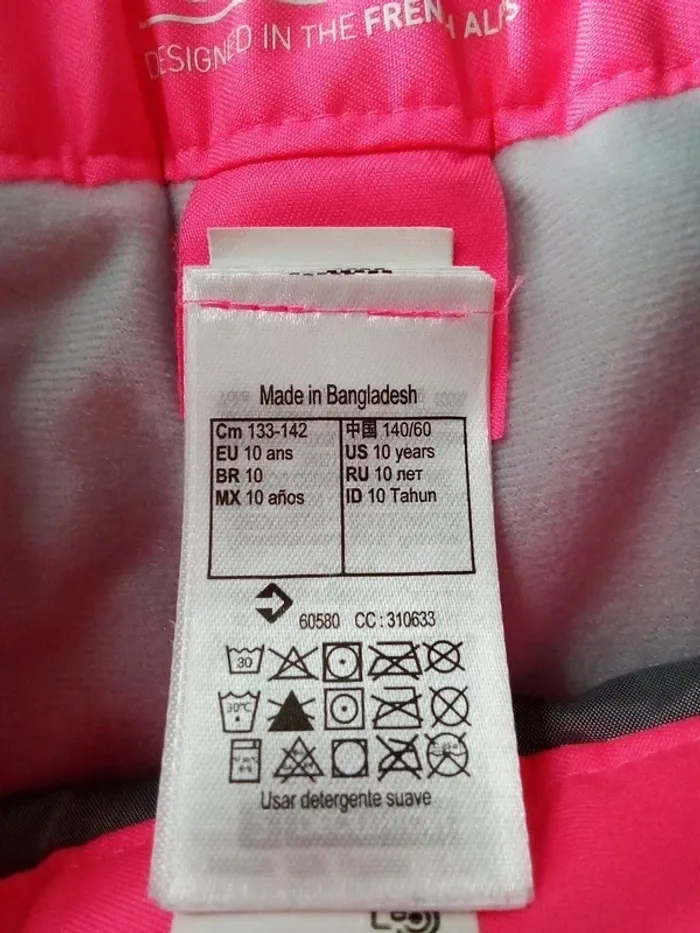 DESIGNED IN THE FRENCH ALPS
Made in Bangladesh
Cm 133-142
EU 10 ans
BR 10
MX 10 años
中国 140/60
US 10 years
RU 10 лет
ID 10 Tahun
60580 CC : 310633
30
30°C
Usar detergente suave